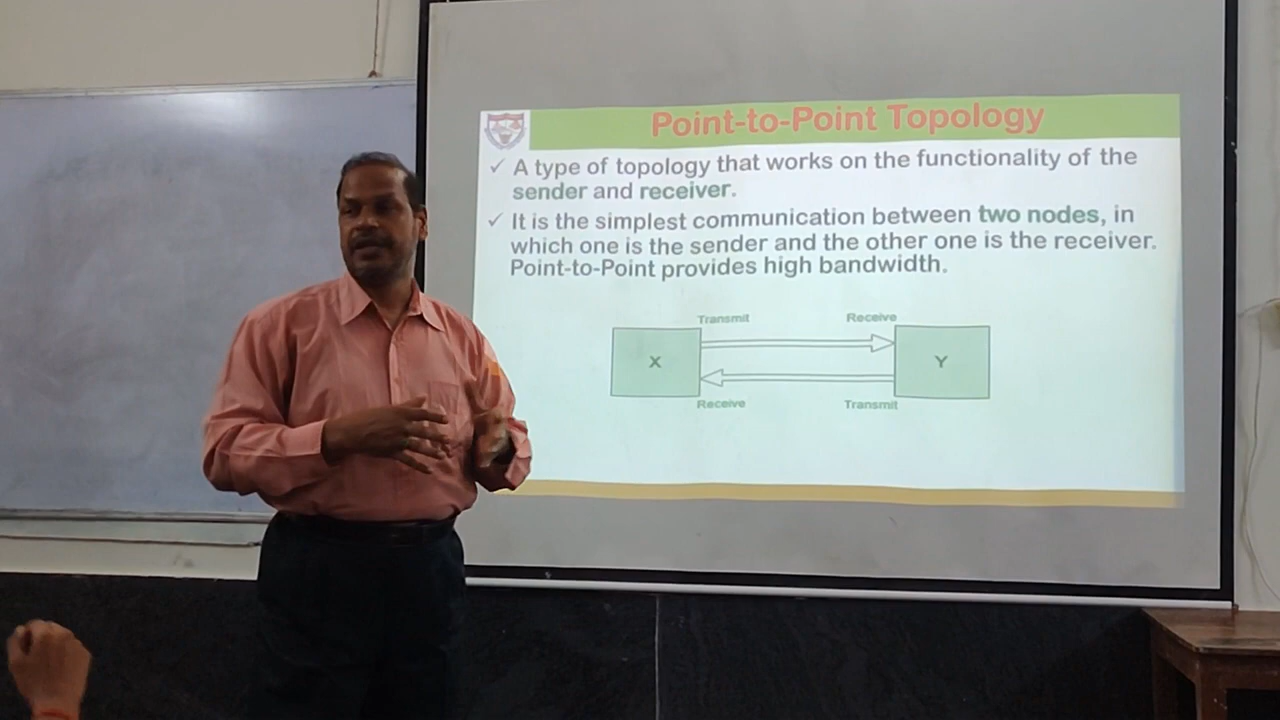 Point-to-Point Topology
✓ A type of topology that works on the functionality of the
sender and receiver.
✓ It is the simplest communication between two nodes, in
which one is the sender and the other one is the receiver.
Point-to-Point provides high bandwidth.
Transmit Receive
X Y
Receive Transmit